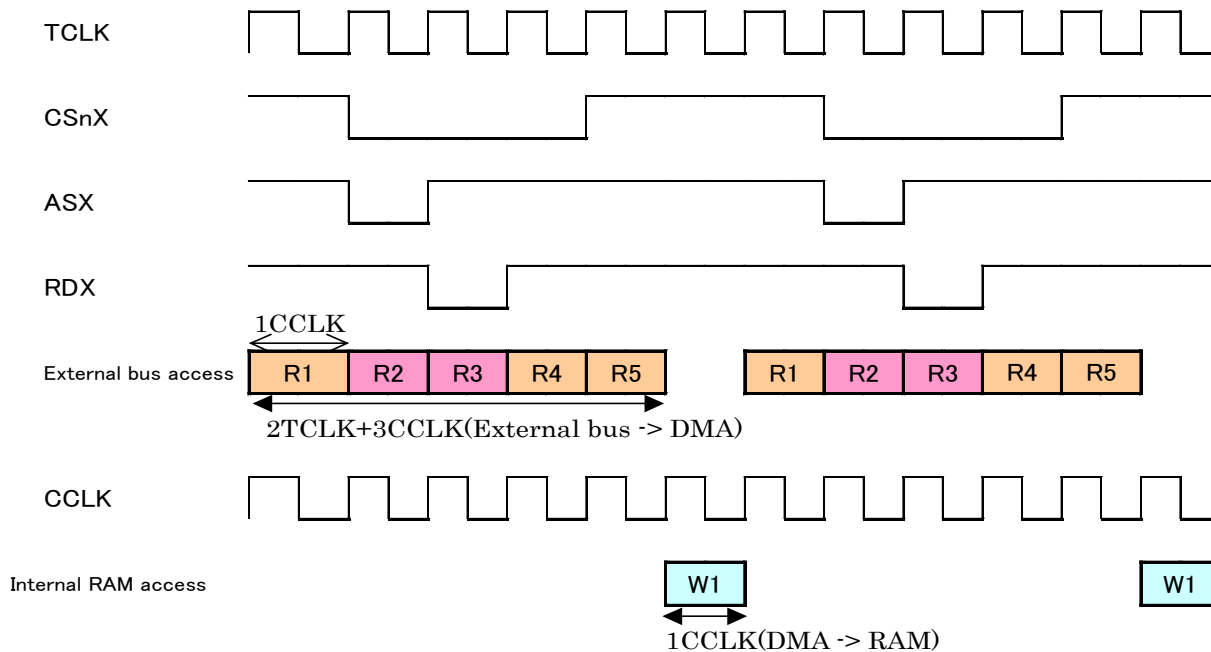 TCLK
CSnX
ASX
RDX
1CCLK
External bus access R1 R2 R3 R4 R5 R1 R2 R3 R4 R5
2TCLK+3CCLK(External bus -> DMA)
CCLK
Internal RAM access W1 W1
1CCLK(DMA -> RAM)